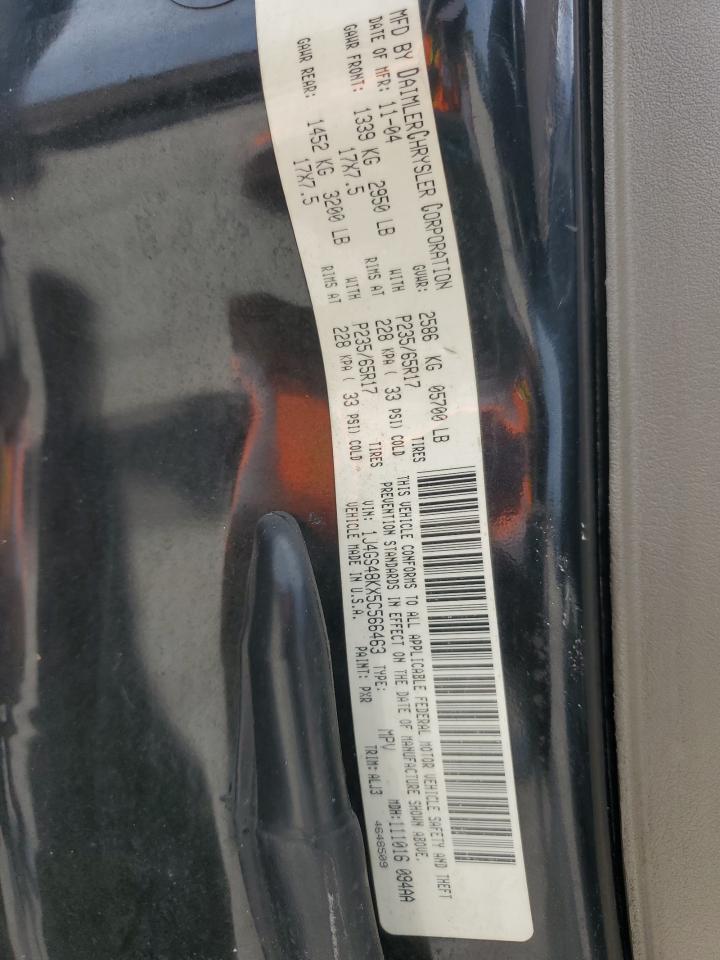 MFD BY DAIMLERCHRYSLER CORPORATION
DATE OF MFR: 11-04 GVWR: 2586 KG 05700 LB
GAWR FRONT: 1339 KG 2950 LB WITH P235/65R17 TIRES
17X7.5 RIMS AT 228 KPA ( 33 PSI) COLD
GAWR REAR: 1452 KG 3200 LB WITH P235/65R17 TIRES
17X7.5 RIMS AT 228 KPA ( 33 PSI) COLD
THIS VEHICLE CONFORMS TO ALL APPLICABLE FEDERAL MOTOR VEHICLE SAFETY AND THEFT
PREVENTION STANDARDS IN EFFECT ON THE DATE OF MANUFACTURE SHOWN ABOVE.
VIN: 1J4GS48KX5C566463 TYPE: MPV MDH: 111016 094AA
VEHICLE MADE IN U.S.A. PAINT: PXR TRIM: ALJ3 4648509